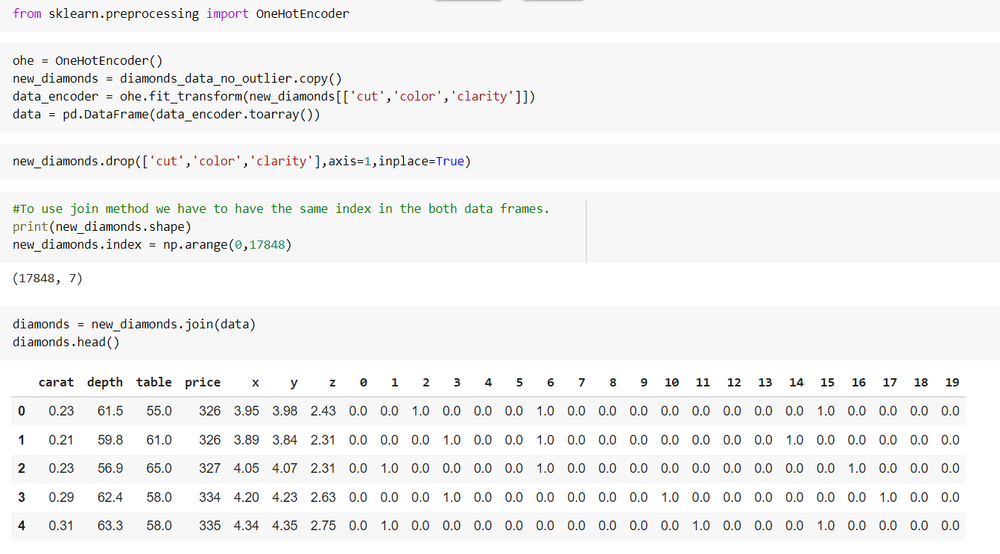 from sklearn.preprocessing import OneHotEncoder
ohe = OneHotEncoder()
new_diamonds = diamonds_data_no_outlier.copy()
data_encoder = ohe.fit_transform(new_diamonds[['cut','color','clarity']])
data = pd.DataFrame(data_encoder.toarray())
new_diamonds.drop(['cut','color','clarity'],axis=1,inplace=True)
#To use join method we have to have the same index in the both data frames.
print(new_diamonds.shape)
new_diamonds.index = np.arange(0,17848)
(17848, 7)
diamonds = new_diamonds.join(data)
diamonds.head()
carat depth table price x y z 0 1 2 3 4 5 6 7 8 9 10 11 12 13 14 15 16 17 18 19
0 0.23 61.5 55.0 326 3.95 3.98 2.43 0.0 0.0 1.0 0.0 0.0 0.0 1.0 0.0 0.0 0.0 0.0 0.0 0.0 0.0 0.0 1.0 0.0 0.0 0.0 0.0
1 0.21 59.8 61.0 326 3.89 3.84 2.31 0.0 0.0 0.0 1.0 0.0 0.0 1.0 0.0 0.0 0.0 0.0 0.0 0.0 0.0 1.0 0.0 0.0 0.0 0.0 0.0
2 0.23 56.9 65.0 327 4.05 4.07 2.31 0.0 1.0 0.0 0.0 0.0 0.0 1.0 0.0 0.0 0.0 0.0 0.0 0.0 0.0 0.0 0.0 1.0 0.0 0.0 0.0
3 0.29 62.4 58.0 334 4.20 4.23 2.63 0.0 0.0 0.0 1.0 0.0 0.0 0.0 0.0 0.0 0.0 1.0 0.0 0.0 0.0 0.0 0.0 0.0 1.0 0.0 0.0
4 0.31 63.3 58.0 335 4.34 4.35 2.75 0.0 1.0 0.0 0.0 0.0 0.0 0.0 0.0 0.0 0.0 0.0 1.0 0.0 0.0 0.0 1.0 0.0 0.0 0.0 0.0